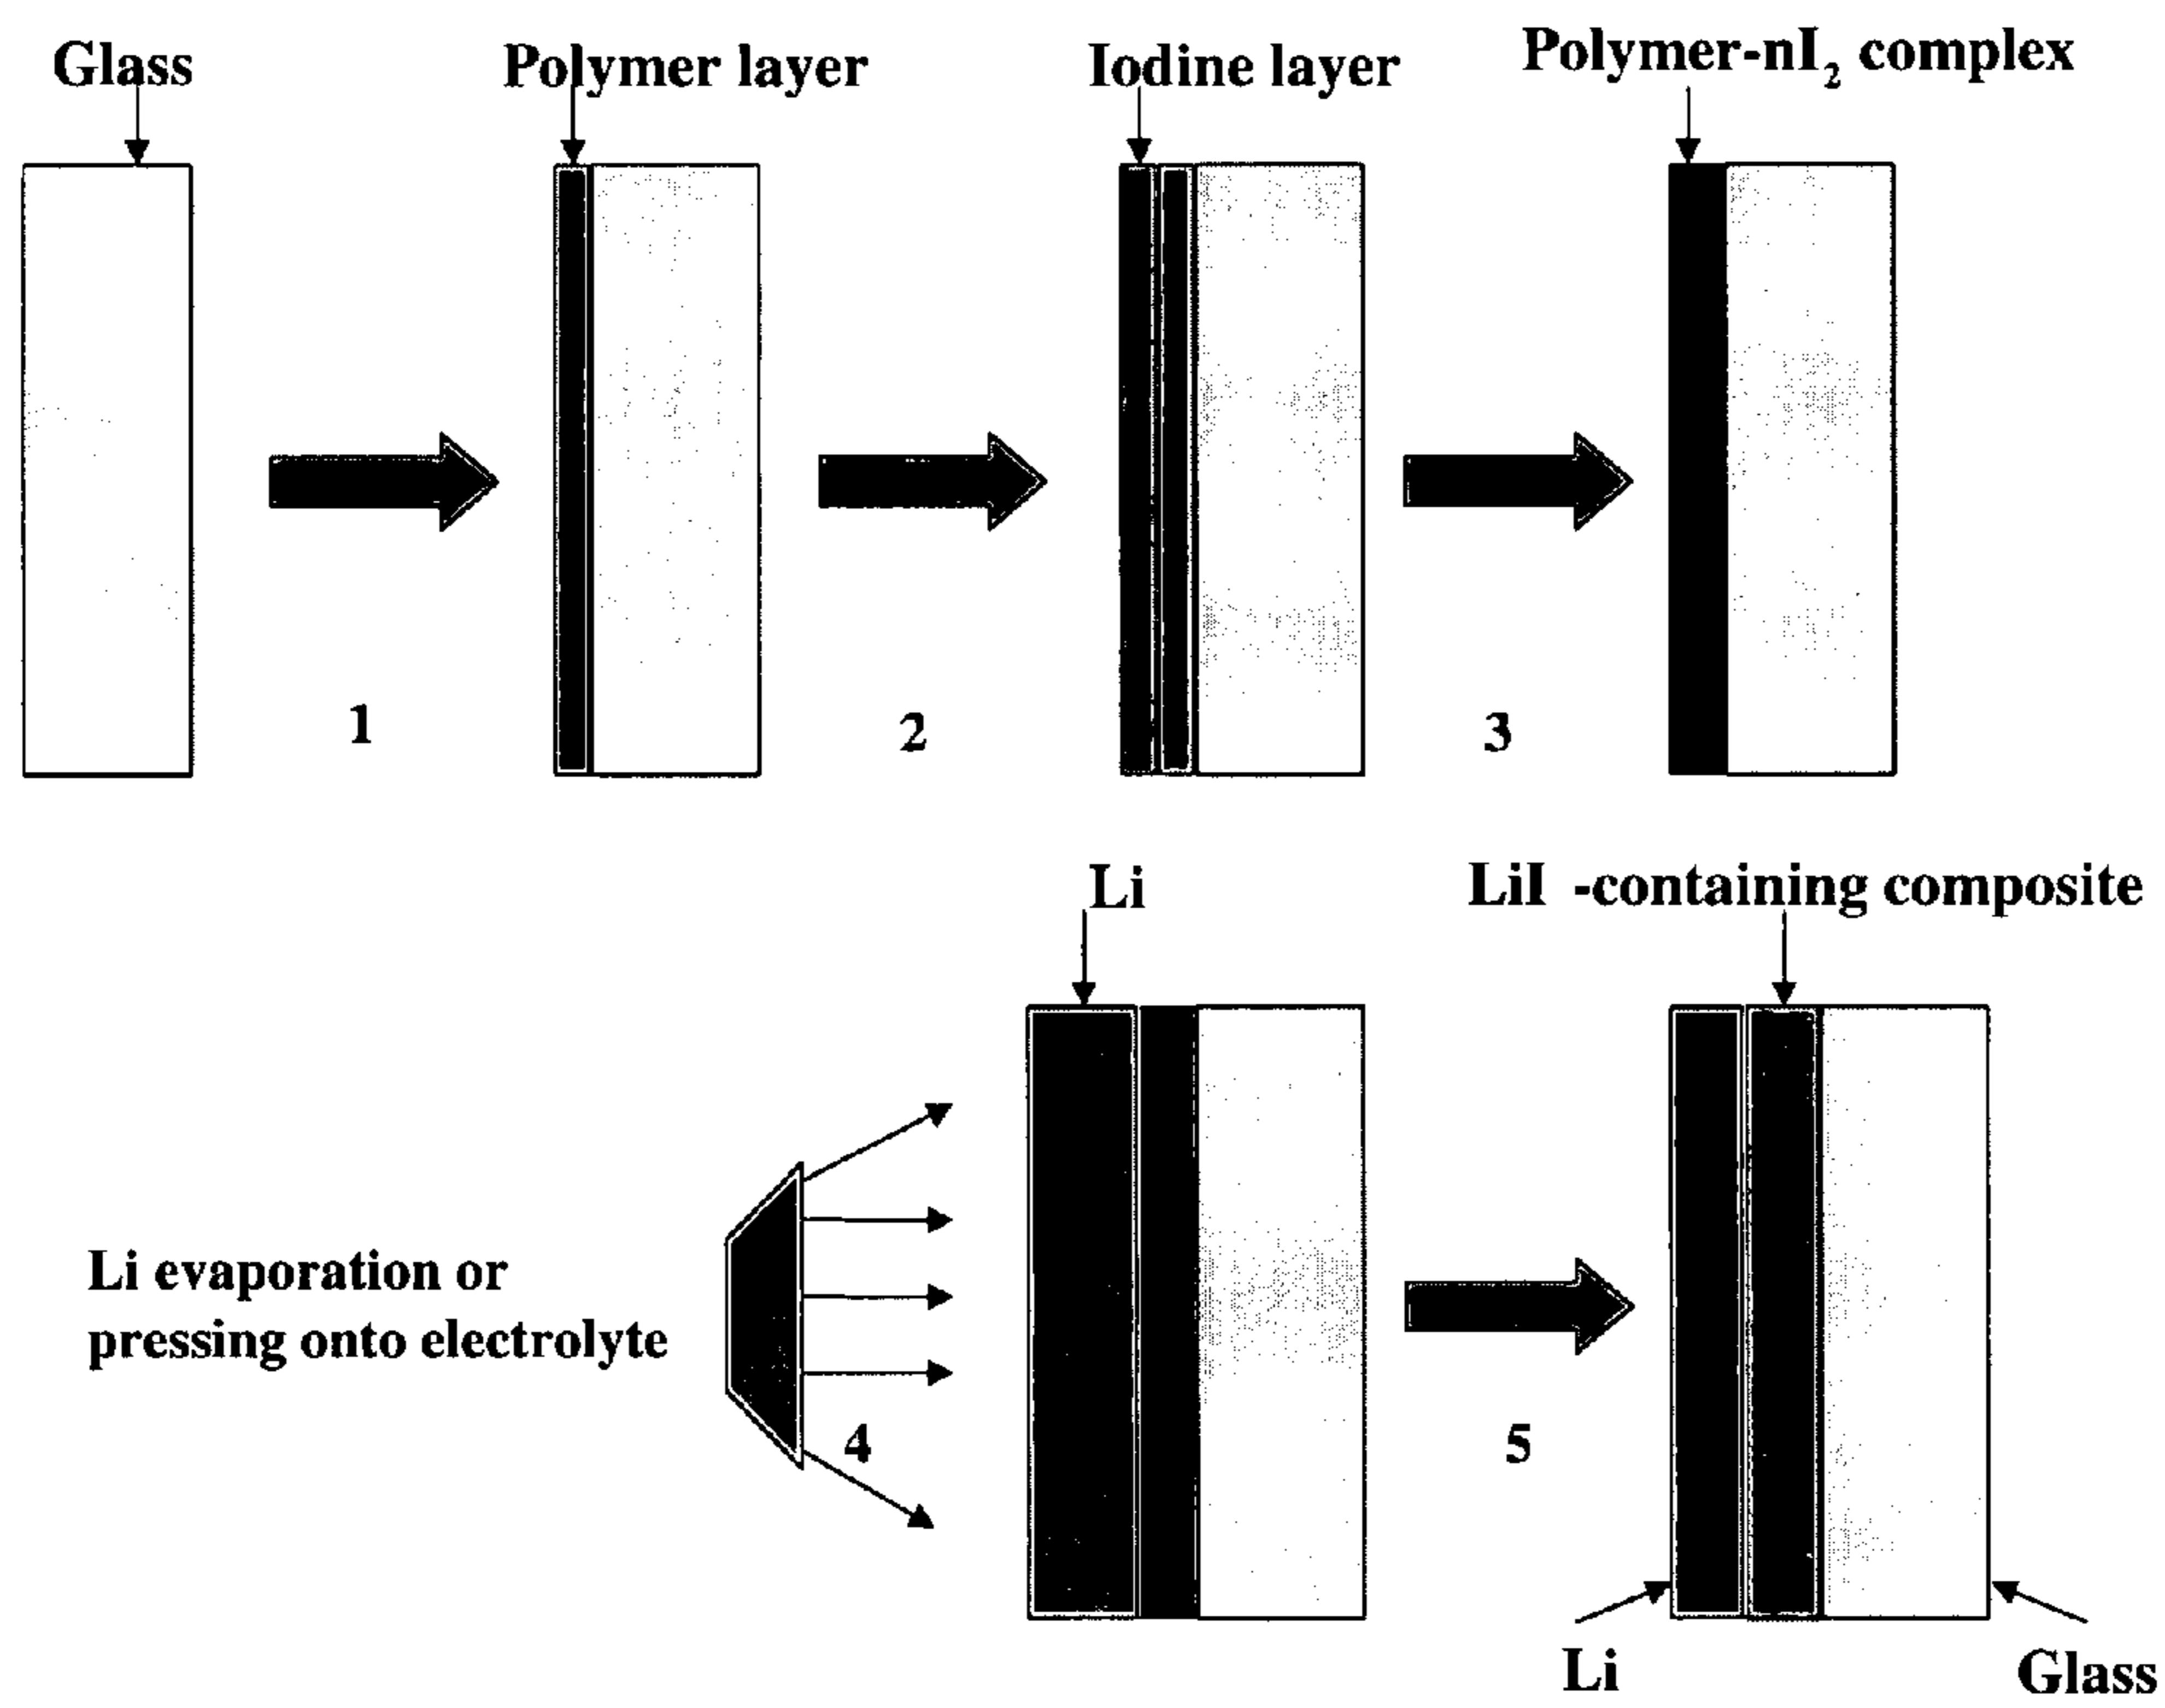 Glass
Polymer layer
Iodine layer
Polymer-nI₂ complex
1
2
3
Li
LiI -containing composite
Li evaporation or
pressing onto electrolyte
4
5
Li
Glass